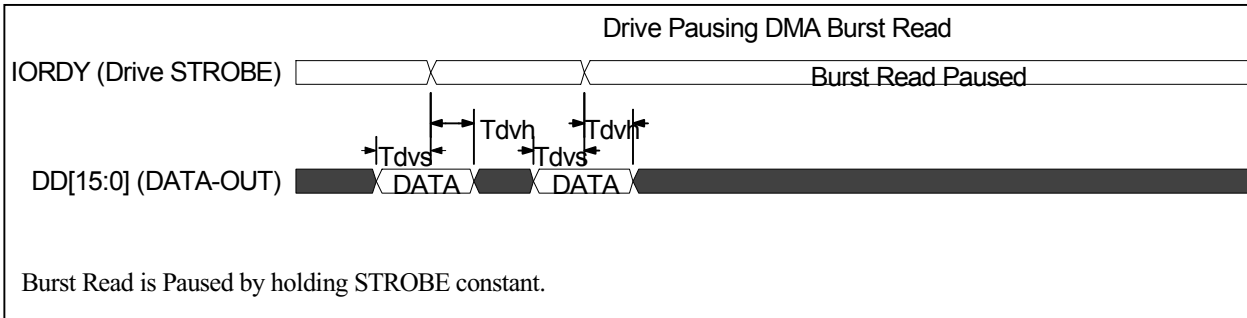 Drive Pausing DMA Burst Read
IORDY (Drive STROBE)
Burst Read Paused
Tdvh
Tdvh
Tdvs
Tdvs
DD[15:0] (DATA-OUT)
DATA
DATA
Burst Read is Paused by holding STROBE constant.